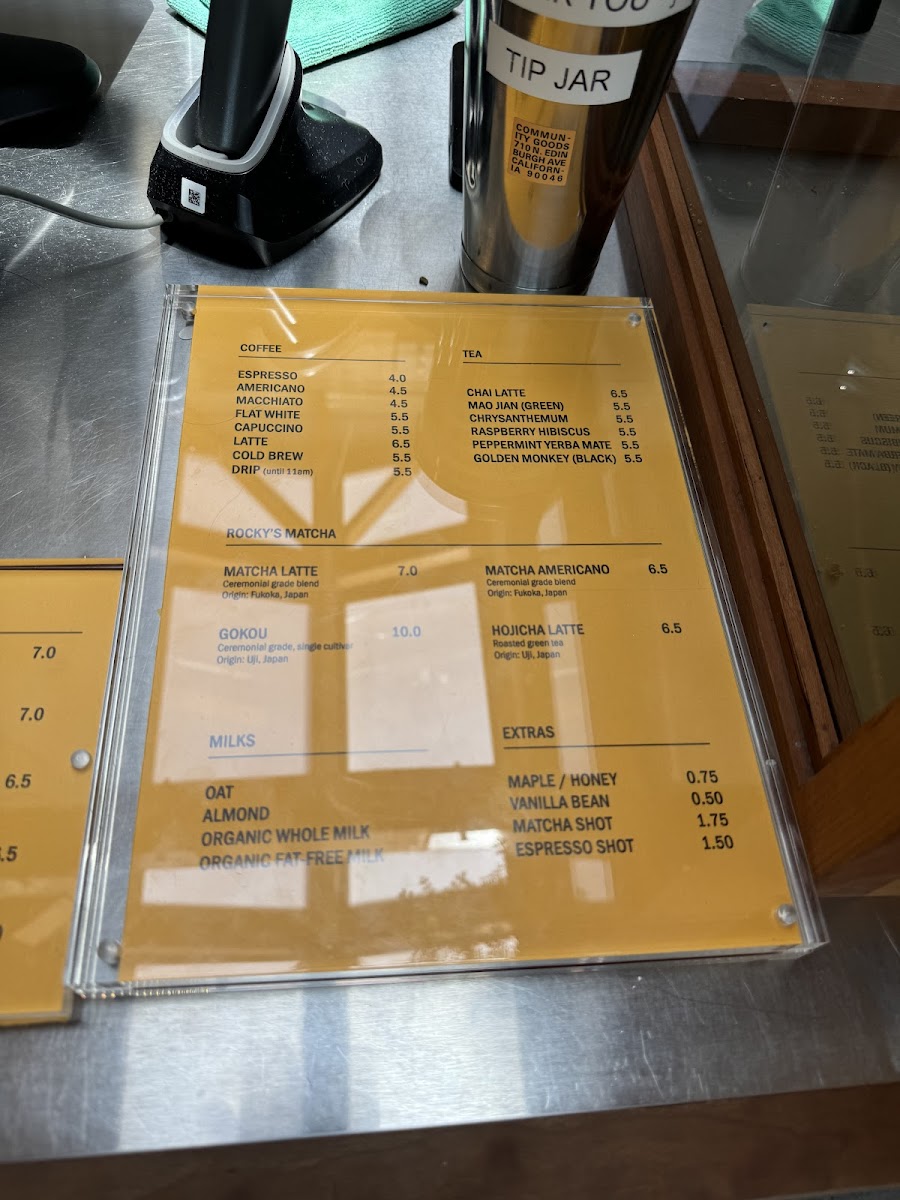 TIP JAR
COMMUN-
ITY GOODS
710 N. EDIN
BURGH AVE
CALIFORN-
IA 90046
COFFEE
ESPRESSO 4.0
AMERICANO 4.5
MACCHIATO 4.5
FLAT WHITE 5.5
CAPUCCINO 5.5
LATTE 6.5
COLD BREW 5.5
DRIP (until 11am) 5.5
TEA
CHAI LATTE 6.5
MAO JIAN (GREEN) 5.5
CHRYSANTHEMUM 5.5
RASPBERRY HIBISCUS 5.5
PEPPERMINT YERBA MATE 5.5
GOLDEN MONKEY (BLACK) 5.5
ROCKY'S MATCHA
MATCHA LATTE 7.0
Ceremonial grade blend
Origin: Fukoka, Japan
MATCHA AMERICANO 6.5
Ceremonial grade blend
Origin: Fukoka, Japan
GOKOU 10.0
Ceremonial grade, single cultivar
Origin: Uji, Japan
HOJICHA LATTE 6.5
Roasted green tea
Origin: Uji, Japan
MILKS
OAT
ALMOND
ORGANIC WHOLE MILK
ORGANIC FAT-FREE MILK
EXTRAS
MAPLE / HONEY 0.75
VANILLA BEAN 0.50
MATCHA SHOT 1.75
ESPRESSO SHOT 1.50
7.0
7.0
6.5